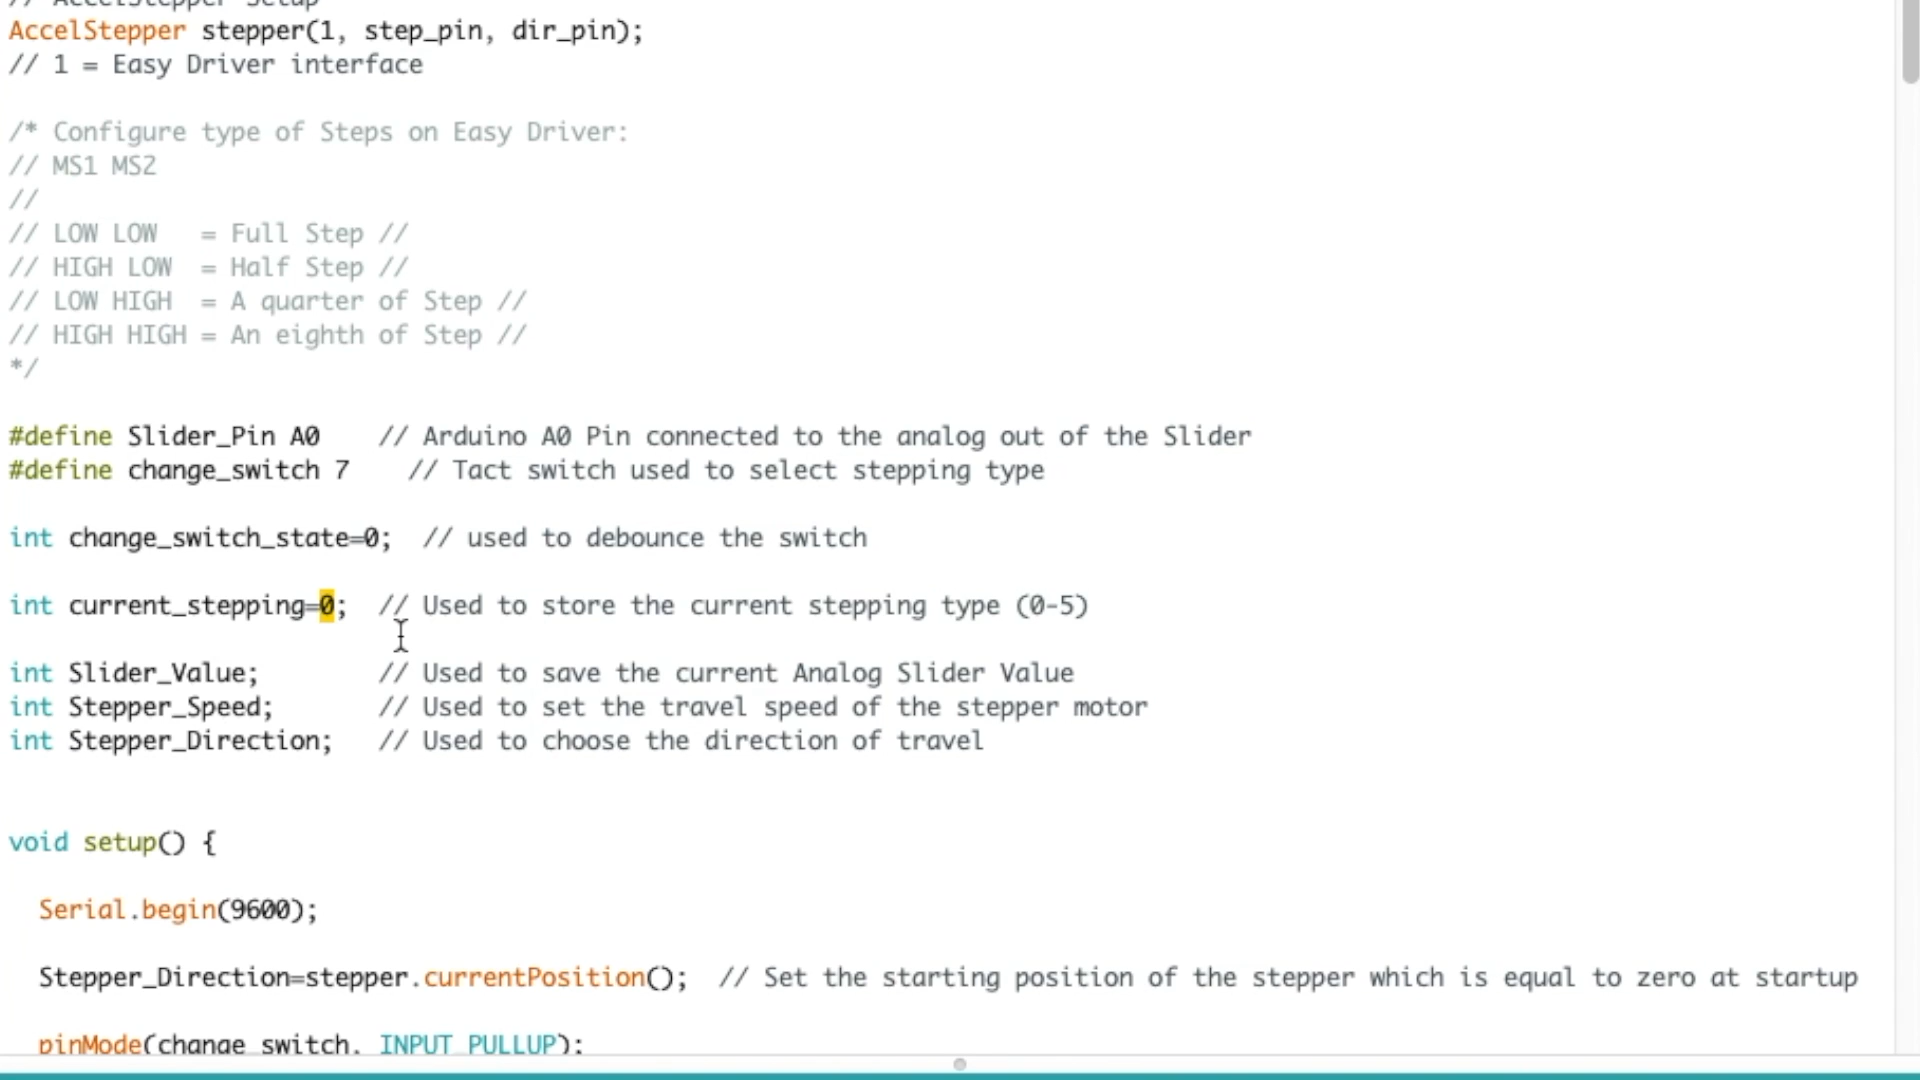 // AccelStepper Setup
AccelStepper stepper(1, step_pin, dir_pin);
// 1 = Easy Driver interface
/* Configure type of Steps on Easy Driver:
// MS1 MS2
//
// LOW LOW   = Full Step //
// HIGH LOW  = Half Step //
// LOW HIGH  = A quarter of Step //
// HIGH HIGH = An eighth of Step //
*/
#define Slider_Pin A0    // Arduino A0 Pin connected to the analog out of the Slider
#define change_switch 7    // Tact switch used to select stepping type
int change_switch_state=0;  // used to debounce the switch
int current_stepping=0;  // Used to store the current stepping type (0-5)
int Slider_Value;        // Used to save the current Analog Slider Value
int Stepper_Speed;       // Used to set the travel speed of the stepper motor
int Stepper_Direction;   // Used to choose the direction of travel
void setup() {
  Serial.begin(9600);
  Stepper_Direction=stepper.currentPosition();  // Set the starting position of the stepper which is equal to zero at startup
  pinMode(change_switch, INPUT_PULLUP);